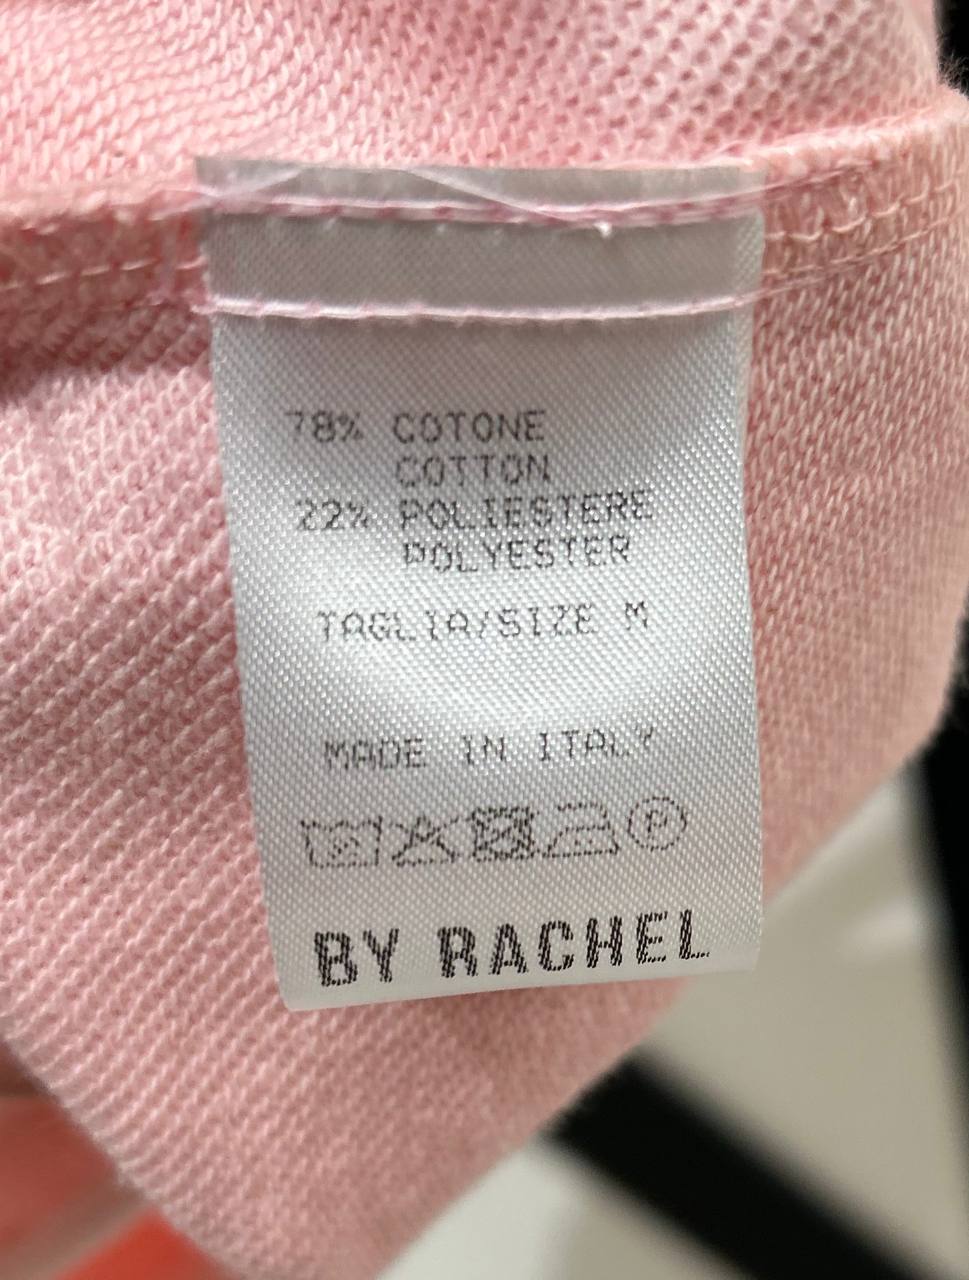 78% COTONE
COTTON
22% POLIESTERE
POLYESTER
TAGLIA/SIZE M
MADE IN ITALY
P
BY RACHEL